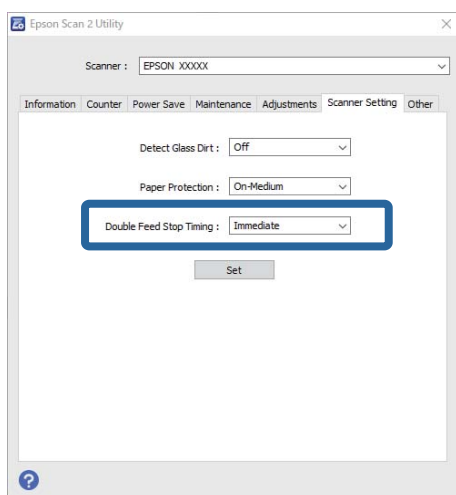 Epson Scan 2 Utility
Scanner : EPSON XXXXX
Information Counter Power Save Maintenance Adjustments Scanner Setting Other
Detect Glass Dirt : Off
Paper Protection : On-Medium
Double Feed Stop Timing : Immediate
Set
?